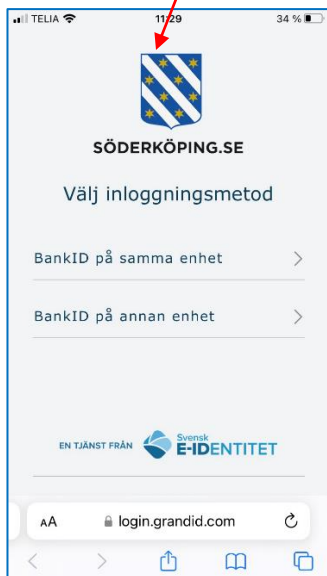 TELIA 11:29 34 %
SÖDERKÖPING.SE
Välj inloggningsmetod
BankID på samma enhet
BankID på annan enhet
EN TJÄNST FRÅN Svensk E-IDENTITET
AA login.grandid.com